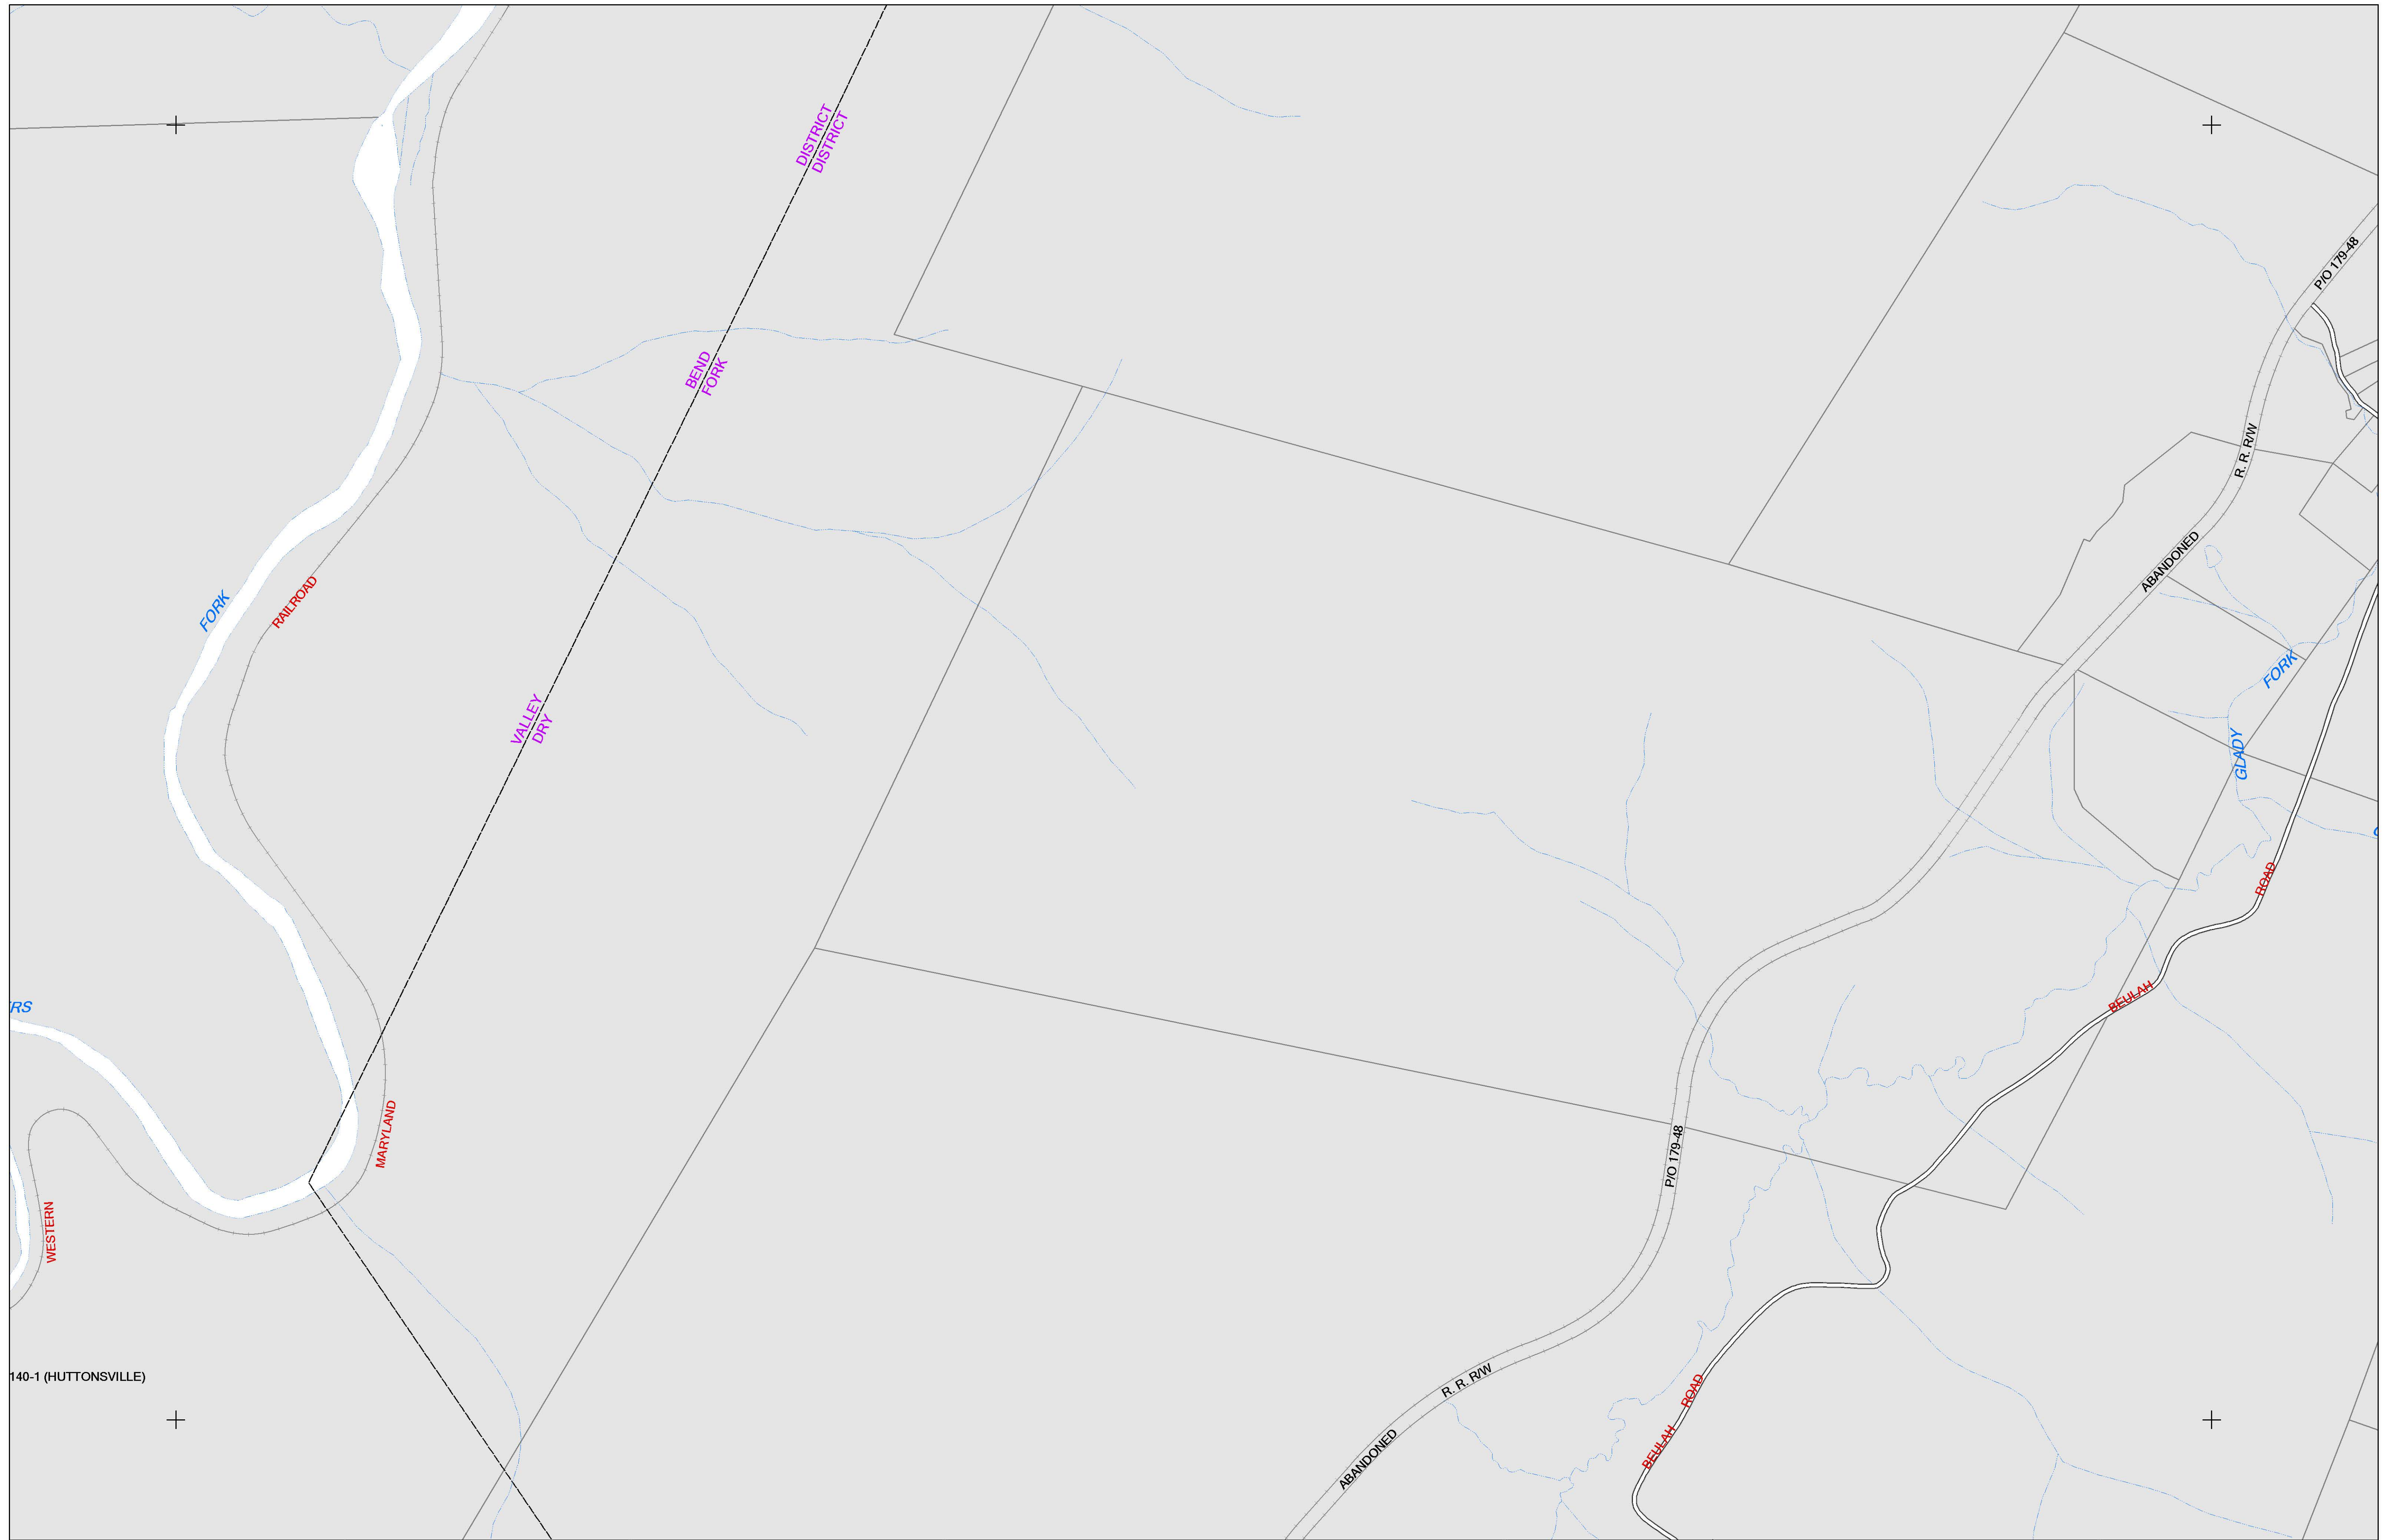 DISTRICT
DISTRICT
P/O 179-48
BEND
FORK
R. R. R/W
ABANDONED
FORK
RAILROAD
FORK
VALLEY
DRY
GLADY
ROAD
BEULAH
ERS
MARYLAND
P/O 179-48
WESTERN
140-1 (HUTTONSVILLE)
R. R. R/W
ROAD
BEULAH
ABANDONED